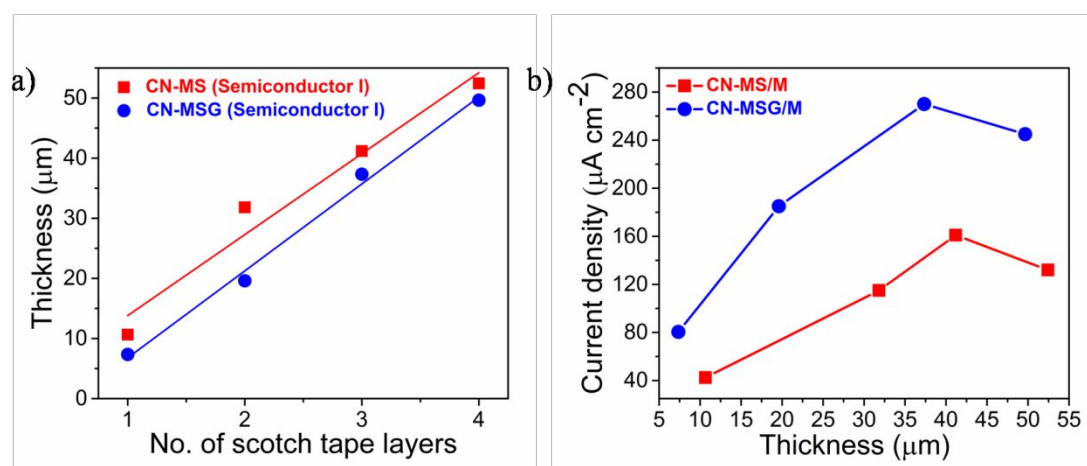 a)
CN-MS (Semiconductor I)
CN-MSG (Semiconductor I)
Thickness (μm)
50
40
30
20
10
0
1 2 3 4
No. of scotch tape layers
b)
CN-MS/M
CN-MSG/M
Current density (μA cm⁻²)
280
240
200
160
120
80
40
5 10 15 20 25 30 35 40 45 50 55
Thickness (μm)